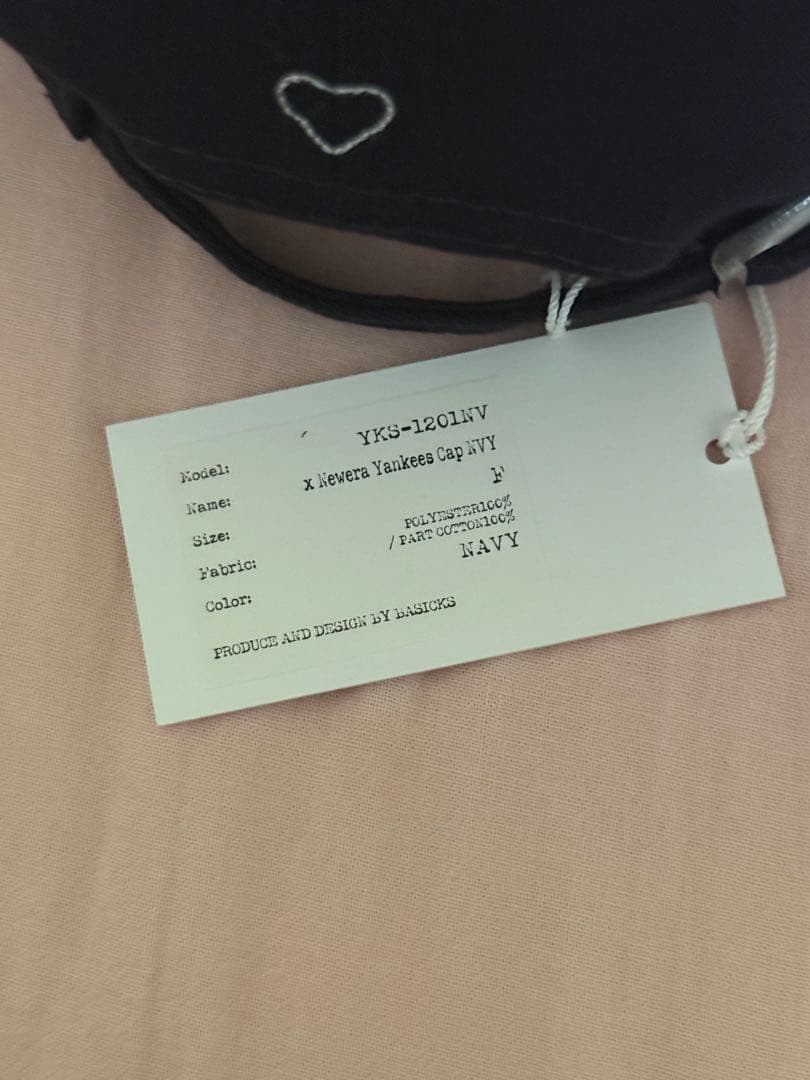 Model: YKS-1201NV
Name: x Newera Yankees Cap NVY
Size: F
Fabric: POLYESTER100%
/ PART COTTON100%
Color: NAVY
PRODUCE AND DESIGN BY BASICKS